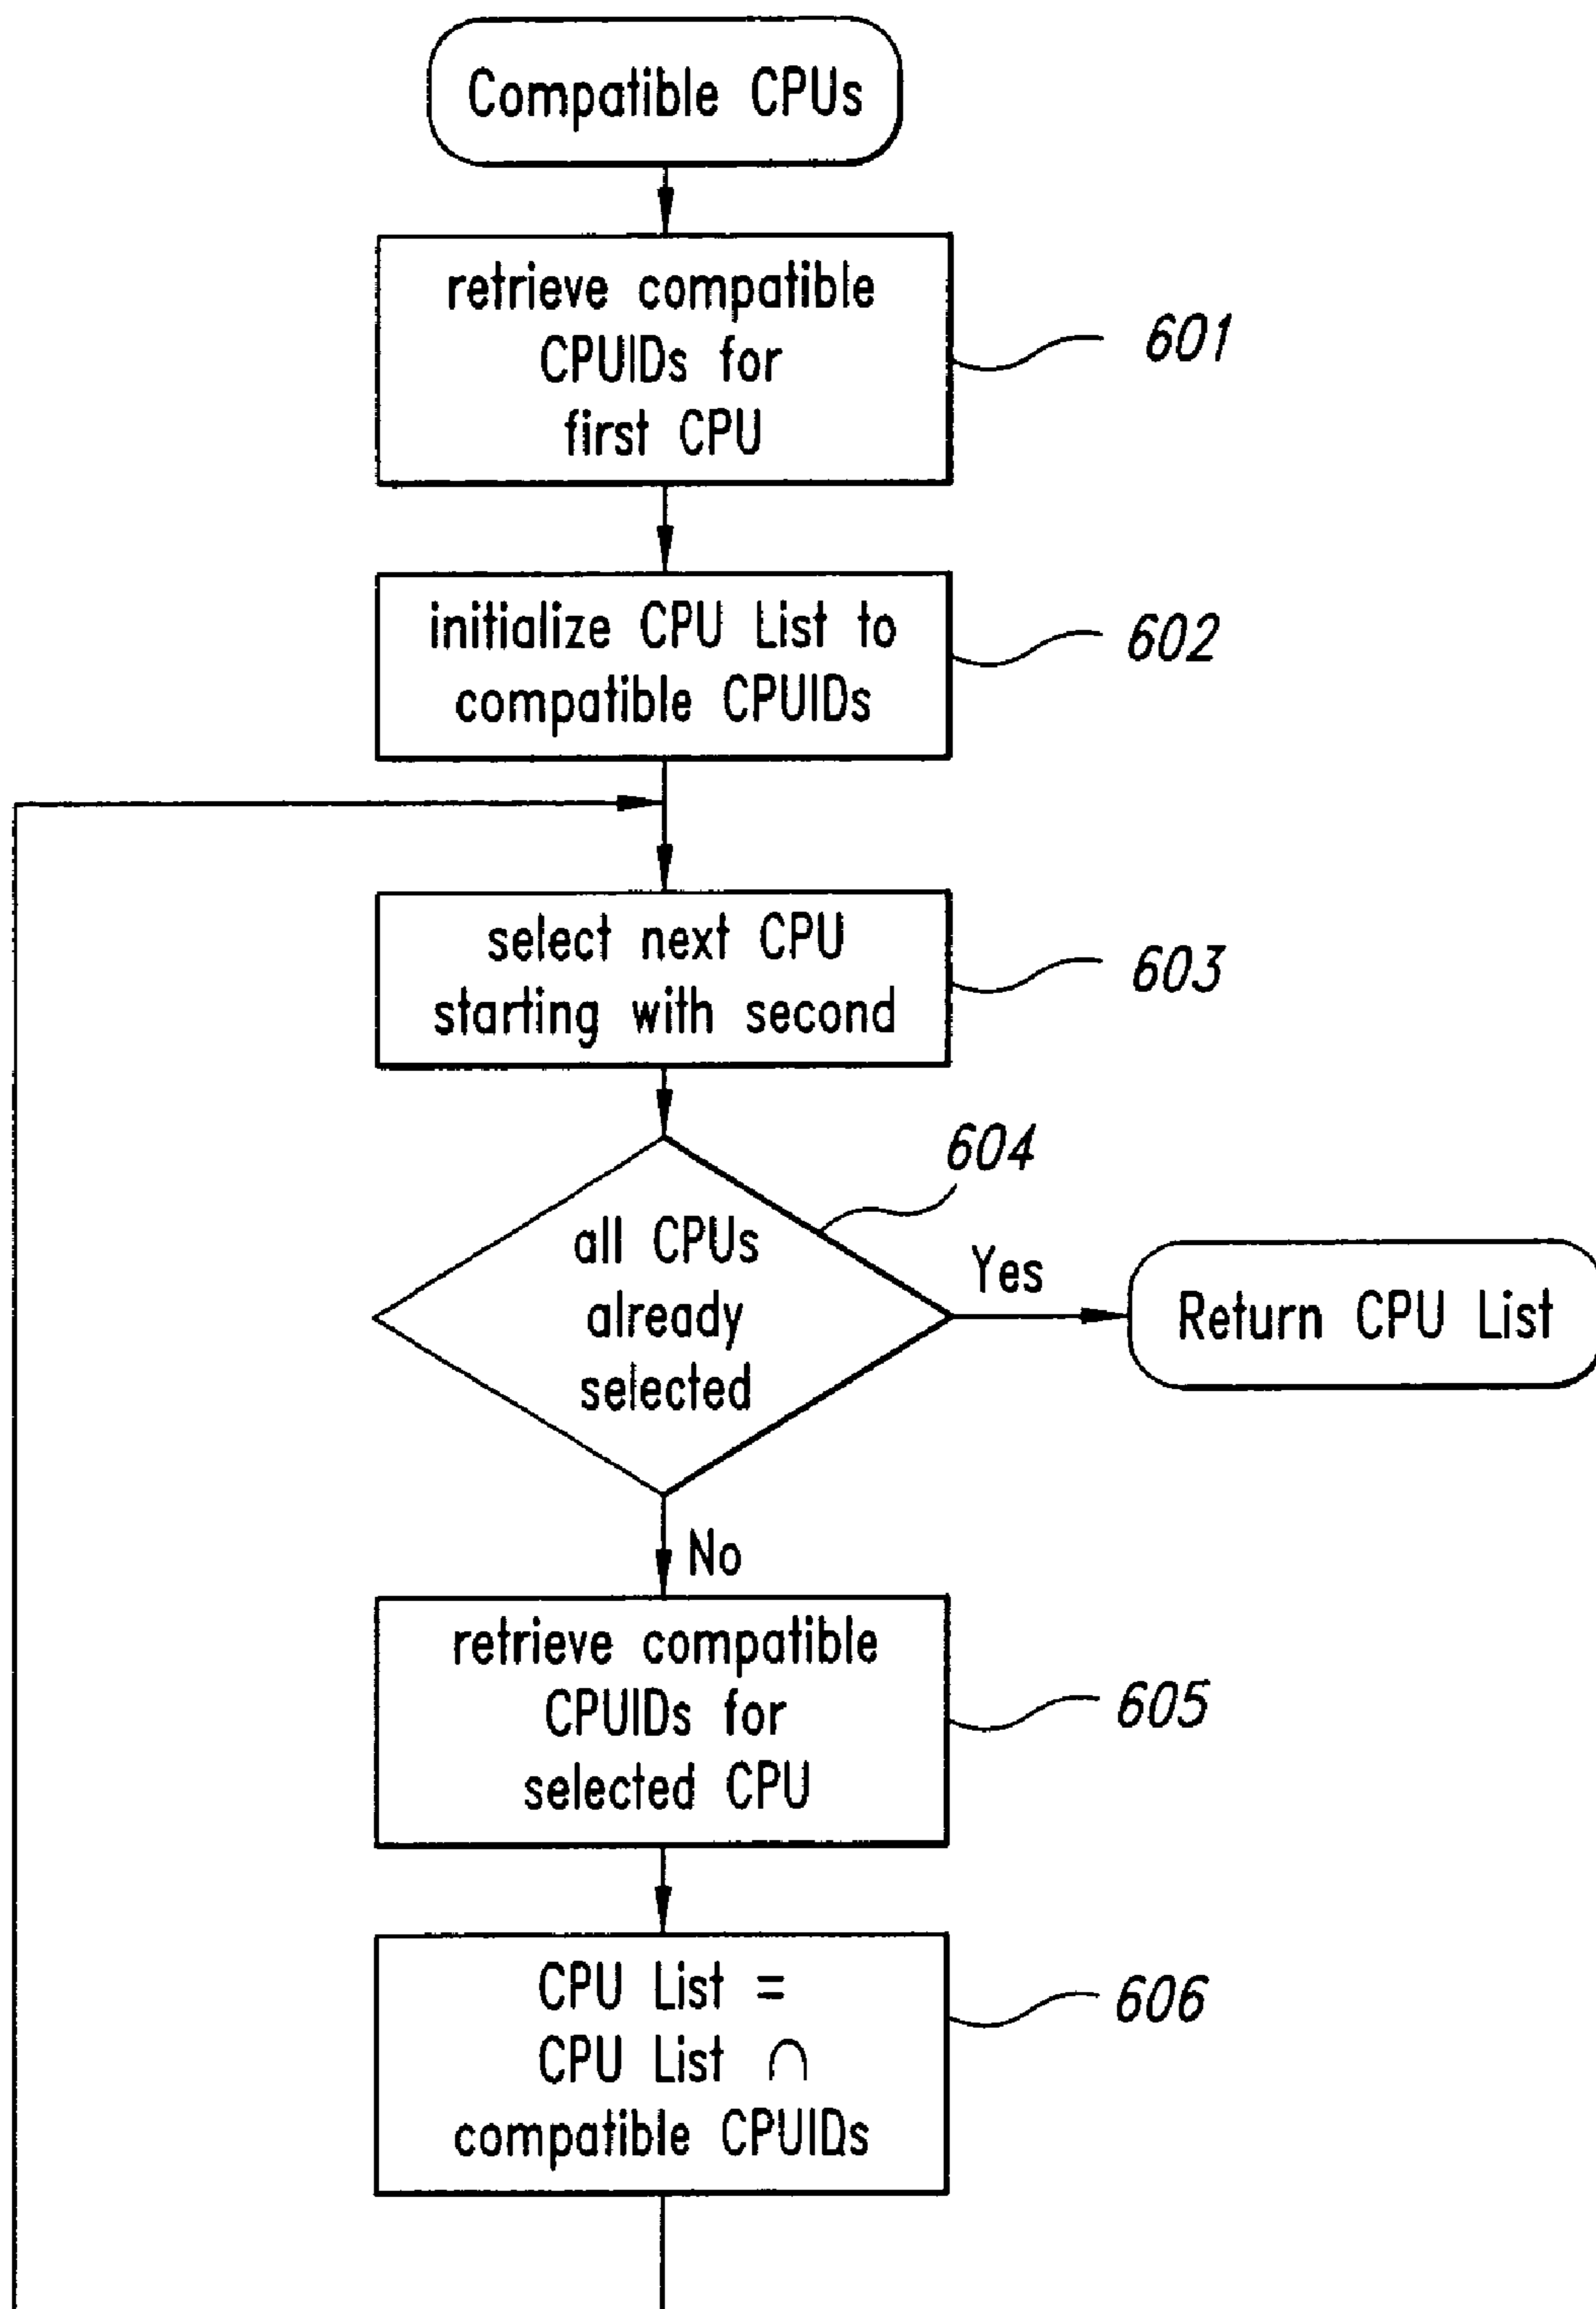 Compatible CPUs
retrieve compatible
CPUIDs for
first CPU
601
initialize CPU List to
compatible CPUIDs
602
select next CPU
starting with second
603
604
all CPUs
already
selected
Yes
Return CPU List
No
retrieve compatible
CPUIDs for
selected CPU
605
CPU List =
CPU List ∩
compatible CPUIDs
606